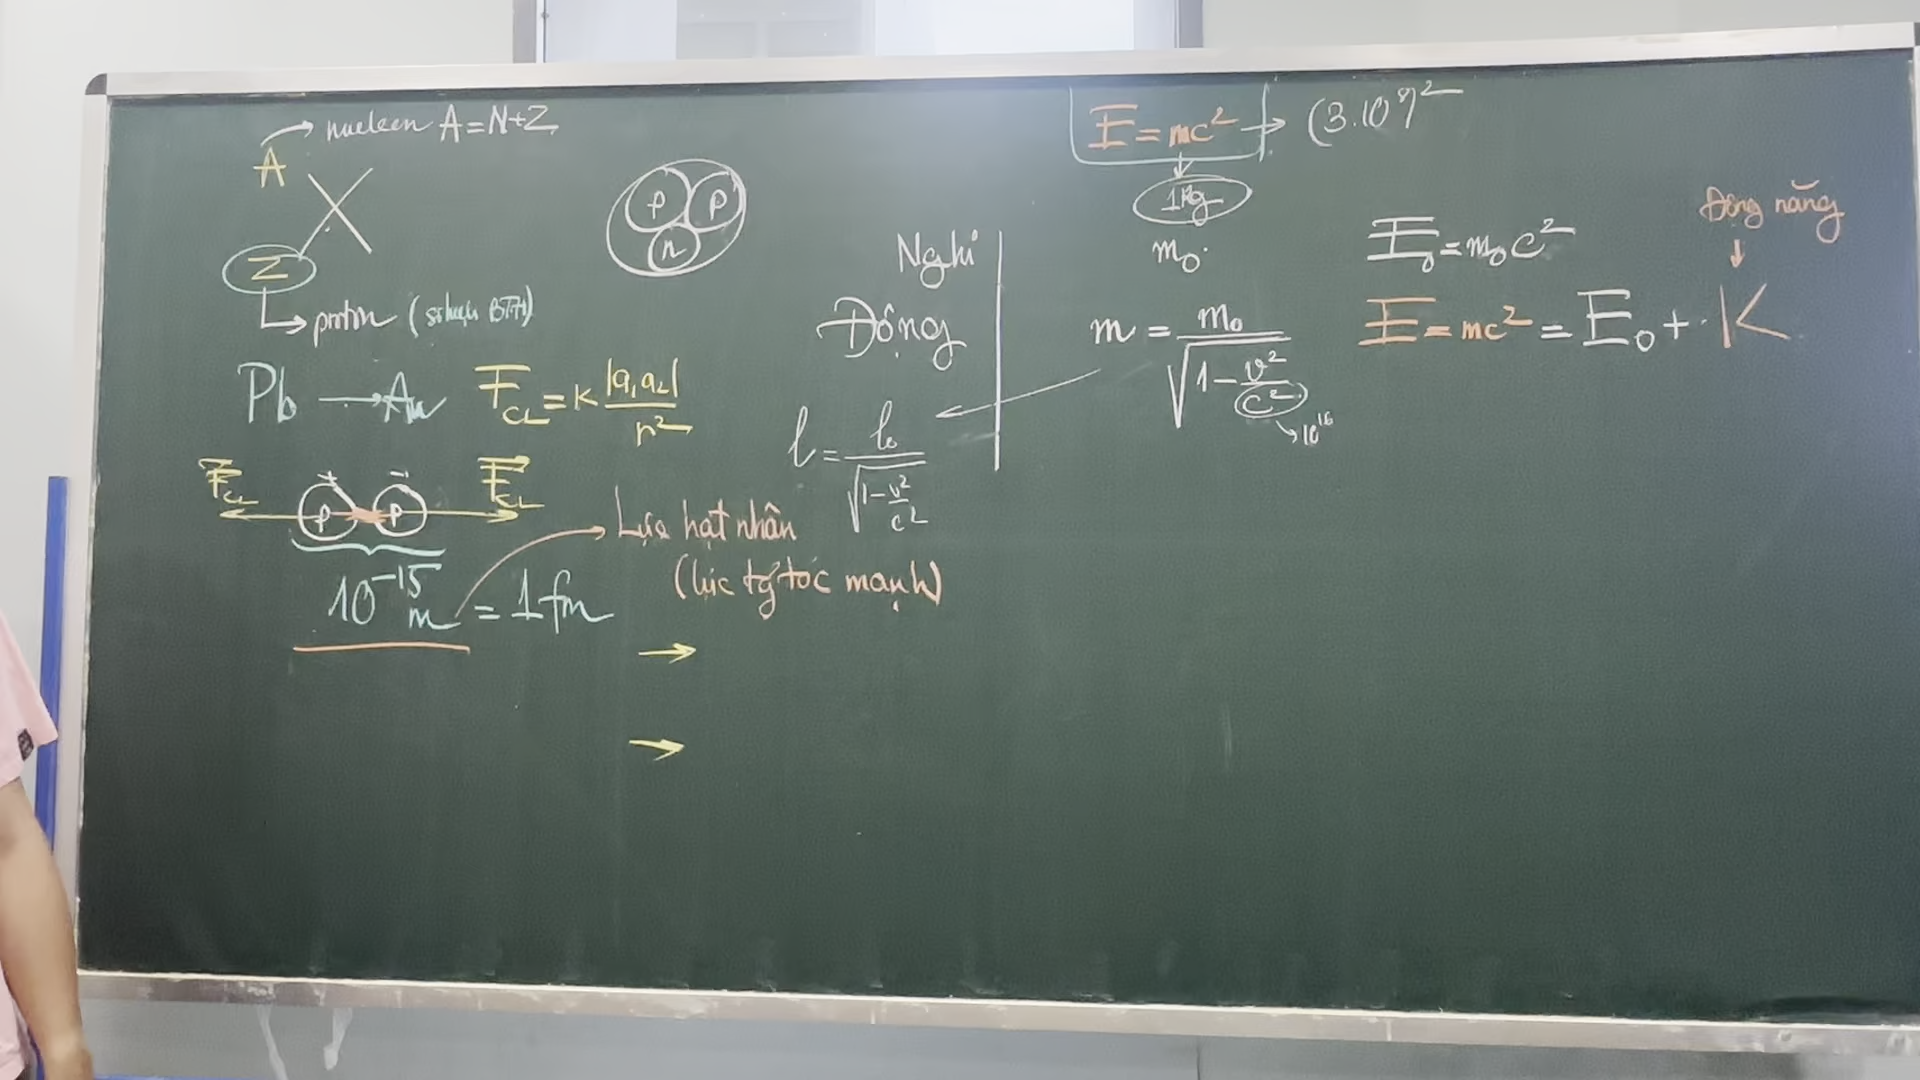 nucleon A = N+Z
A
X
Z
proton (số hiệu BTH)
p p
n
Pb → Au
F_CL = k |q₁q₂| / r²
F_CL F_CL
+ -
p p
10⁻¹⁵ m = 1 fm
Lực hạt nhân
(lực tương tác mạnh)
→
→
Nghỉ
Động
l = l₀ / √(1 - v²/c²)
E = mc² → (3.10⁸)²
1kg
m₀
m = m₀ / √(1 - v²/c²)
10¹⁶
E₀ = m₀c²
Động năng
E = mc² = E₀ + K